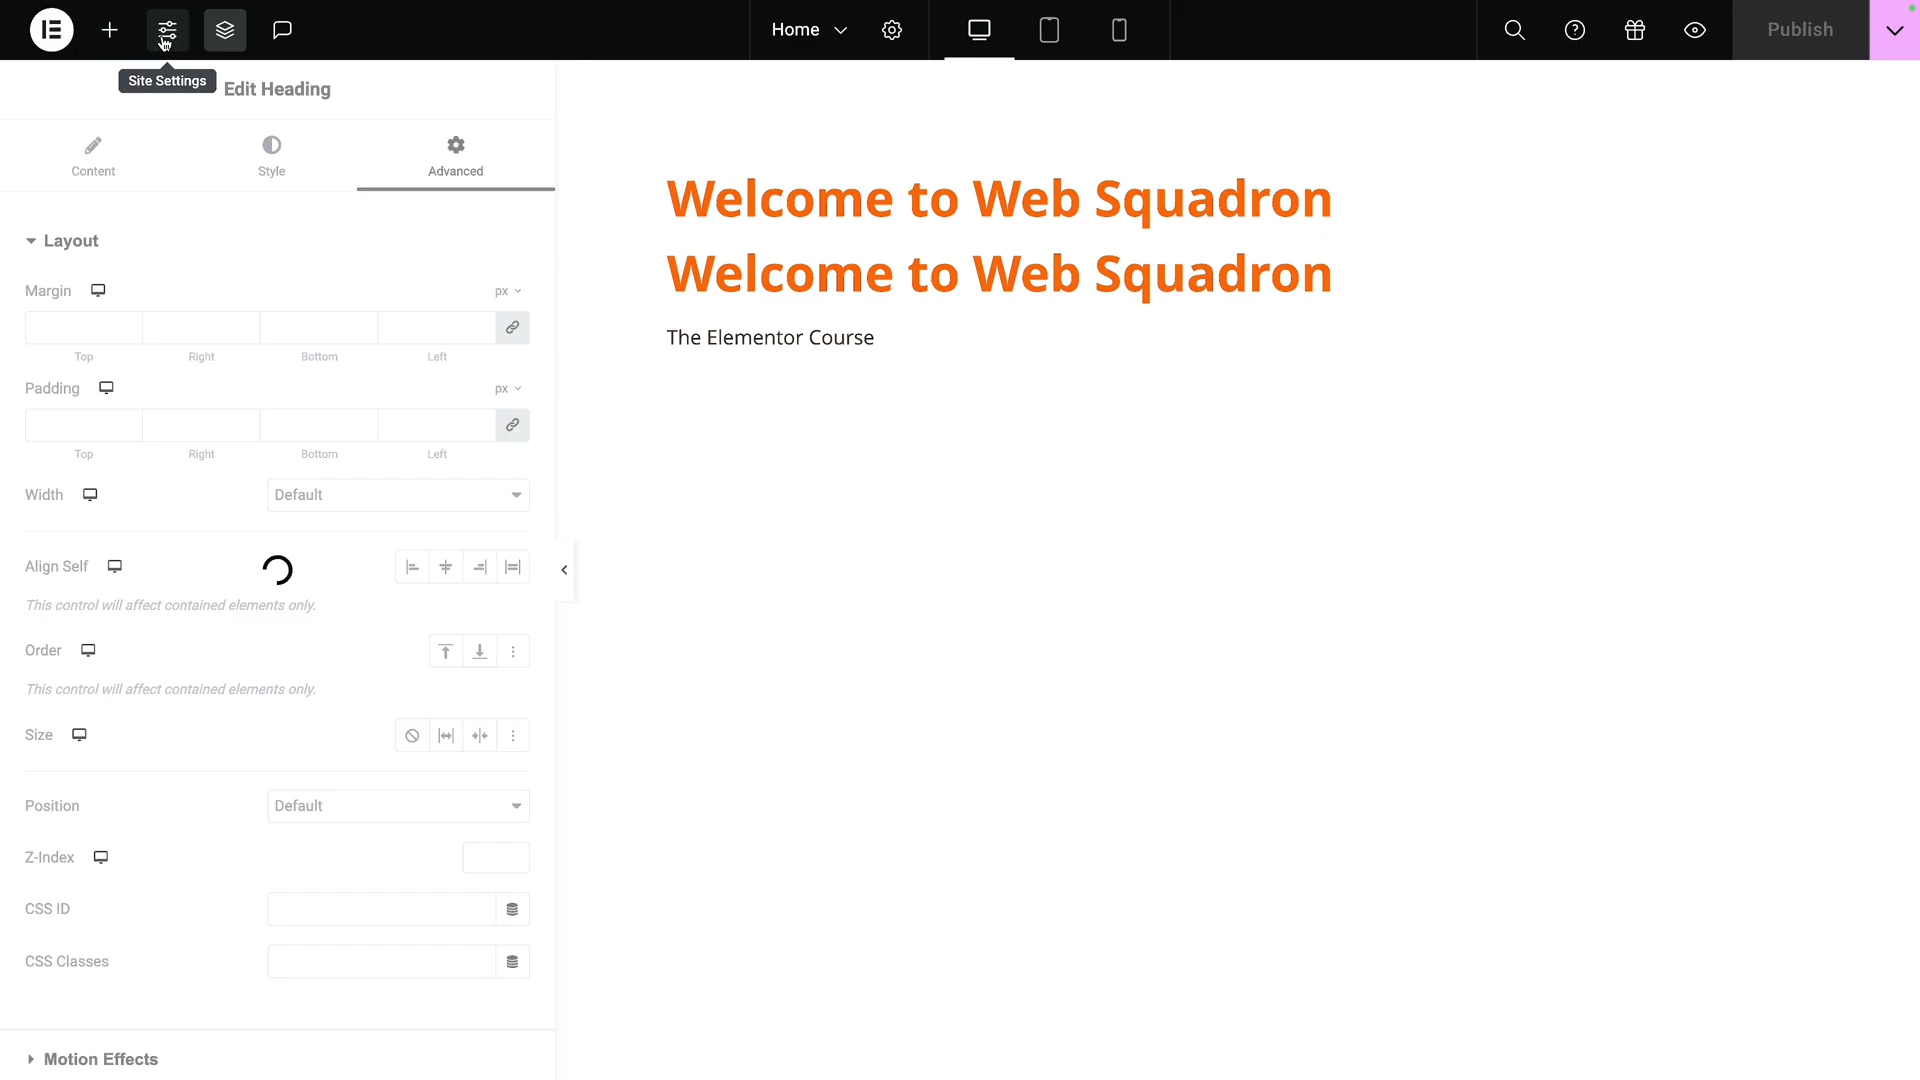 Home
Publish
Site Settings
Edit Heading
Content
Style
Advanced
Layout
Margin
px
Top
Right
Bottom
Left
Padding
px
Top
Right
Bottom
Left
Width
Default
Align Self
This control will affect contained elements only.
Order
This control will affect contained elements only.
Size
Position
Default
Z-Index
CSS ID
CSS Classes
Motion Effects
Welcome to Web Squadron
Welcome to Web Squadron
The Elementor Course